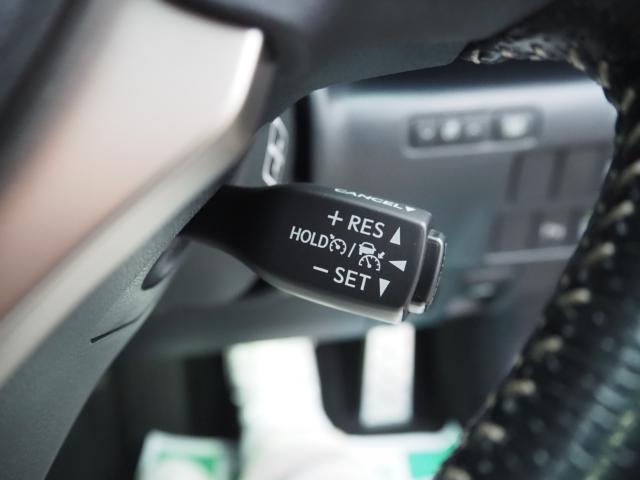 CANCEL▼
+ RES ▲
HOLD / ◀
− SET ▼